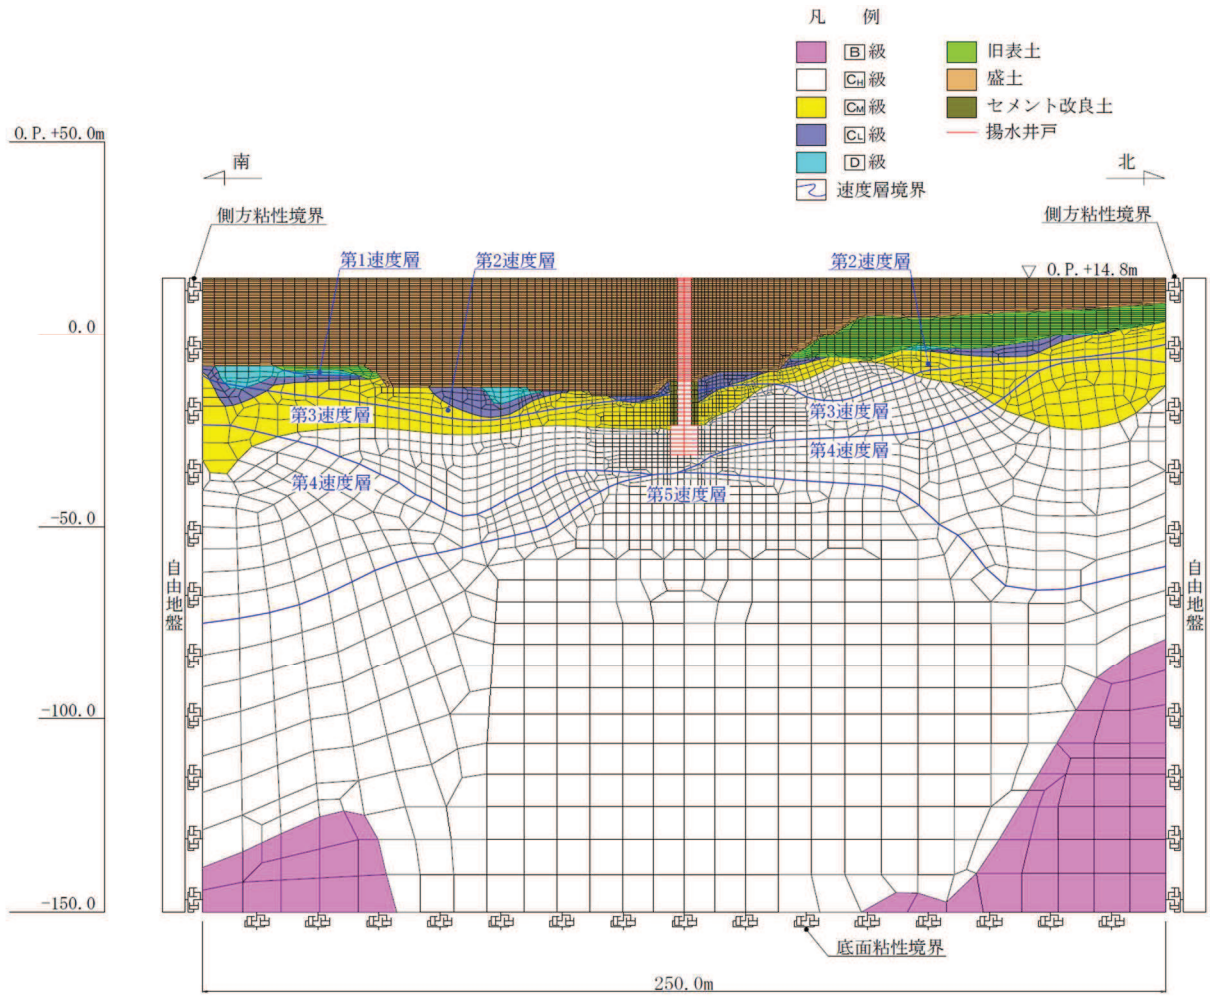 凡 例
B 級
CH 級
CM 級
CL 級
D 級
速度層境界
旧表土
盛土
セメント改良土
揚水井戸
O.P.+50.0m
南
北
側方粘性境界
側方粘性境界
第1速度層
第2速度層
第2速度層
O.P.+14.8m
0.0
第3速度層
第3速度層
第4速度層
第4速度層
第5速度層
-50.0
自由地盤
自由地盤
-100.0
-150.0
底面粘性境界
250.0m